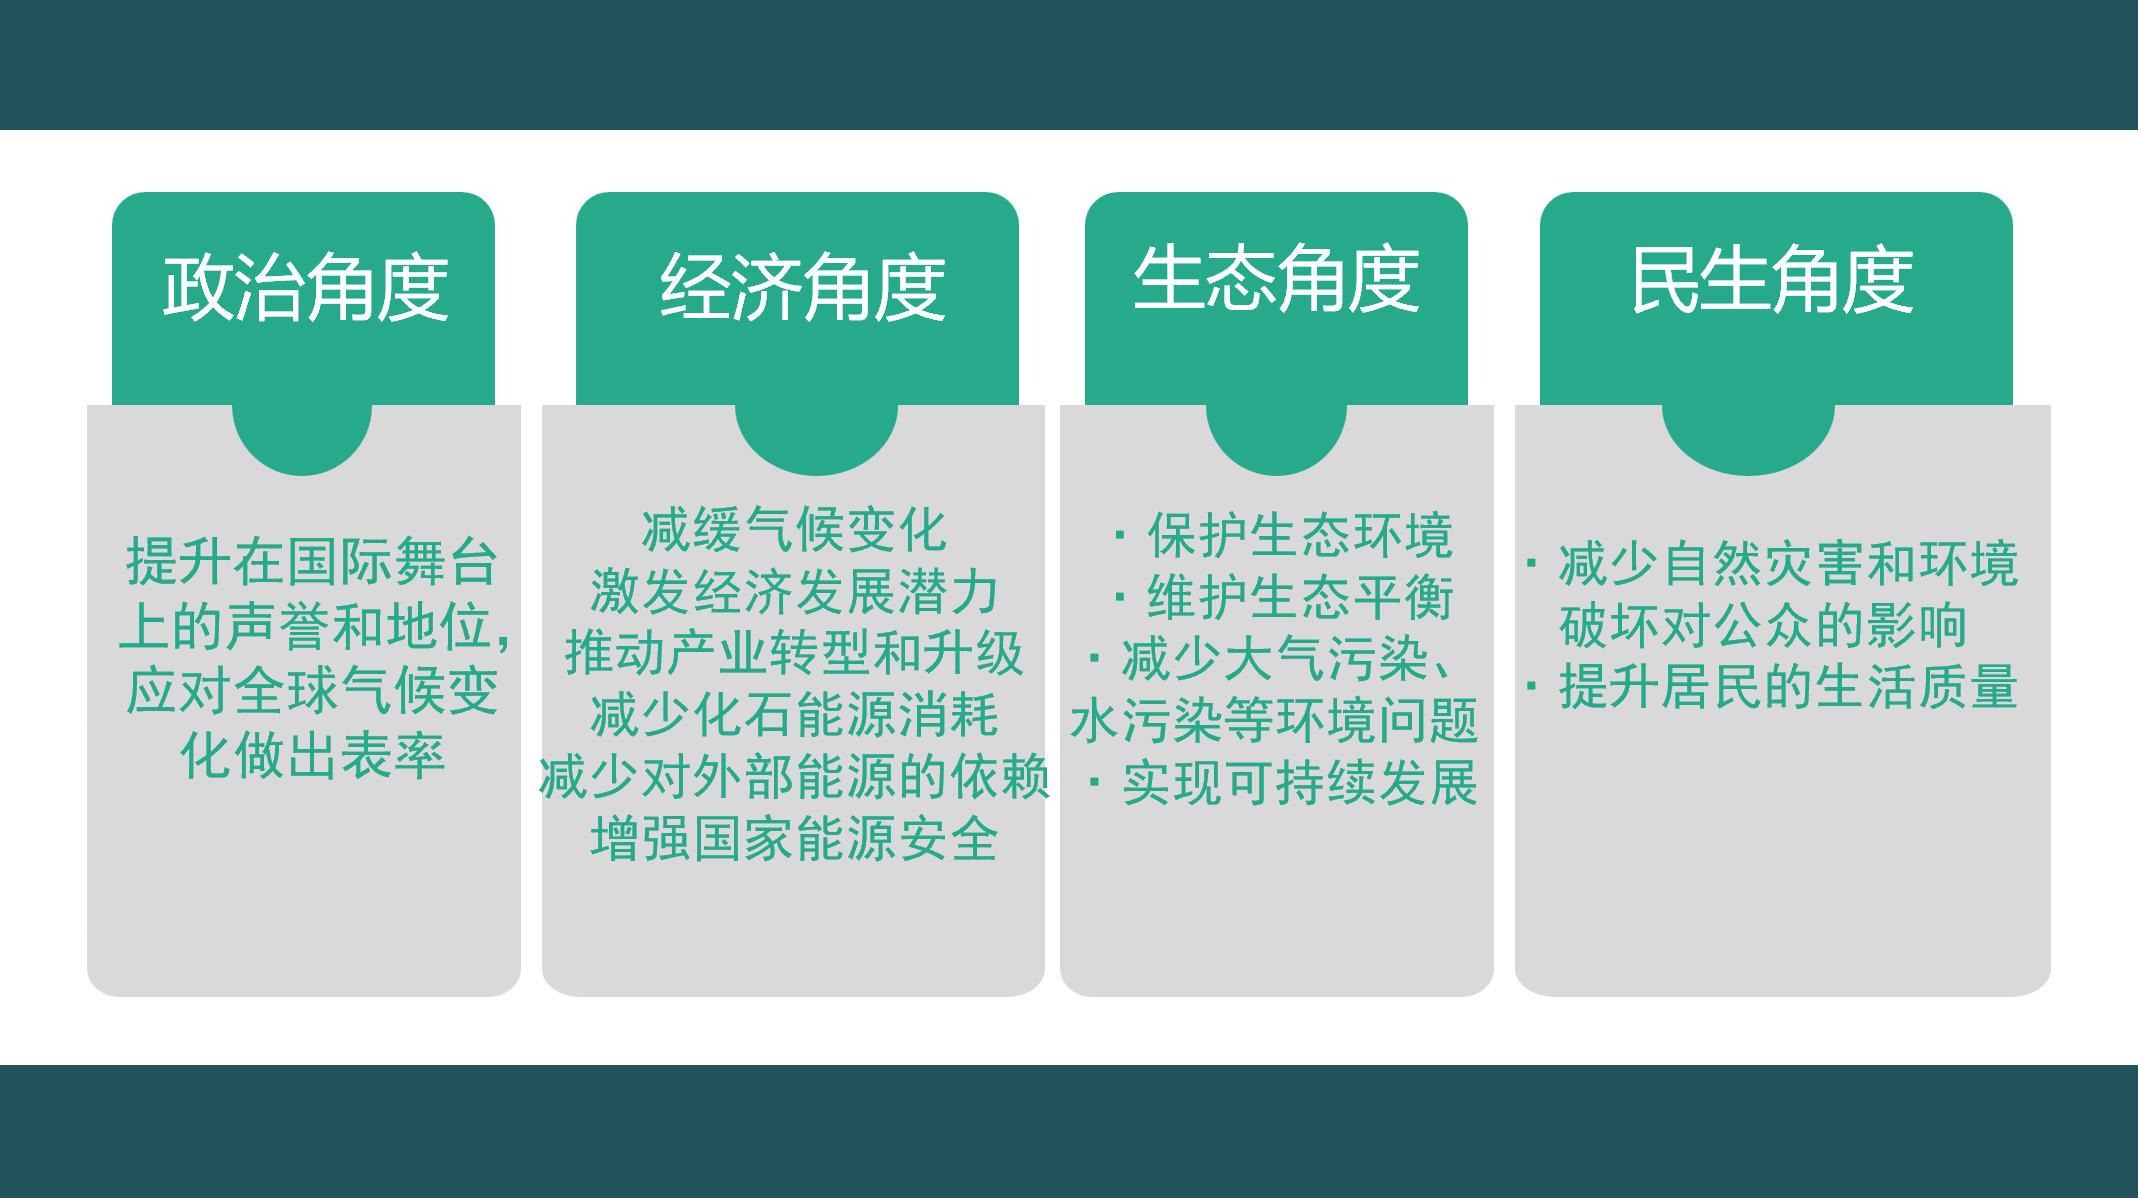 政治角度
提升在国际舞台
上的声誉和地位，
应对全球气候变
化做出表率
经济角度
减缓气候变化
激发经济发展潜力
推动产业转型和升级
减少化石能源消耗
减少对外部能源的依赖
增强国家能源安全
生态角度
· 保护生态环境
· 维护生态平衡
· 减少大气污染、
水污染等环境问题
· 实现可持续发展
民生角度
· 减少自然灾害和环境
破坏对公众的影响
· 提升居民的生活质量